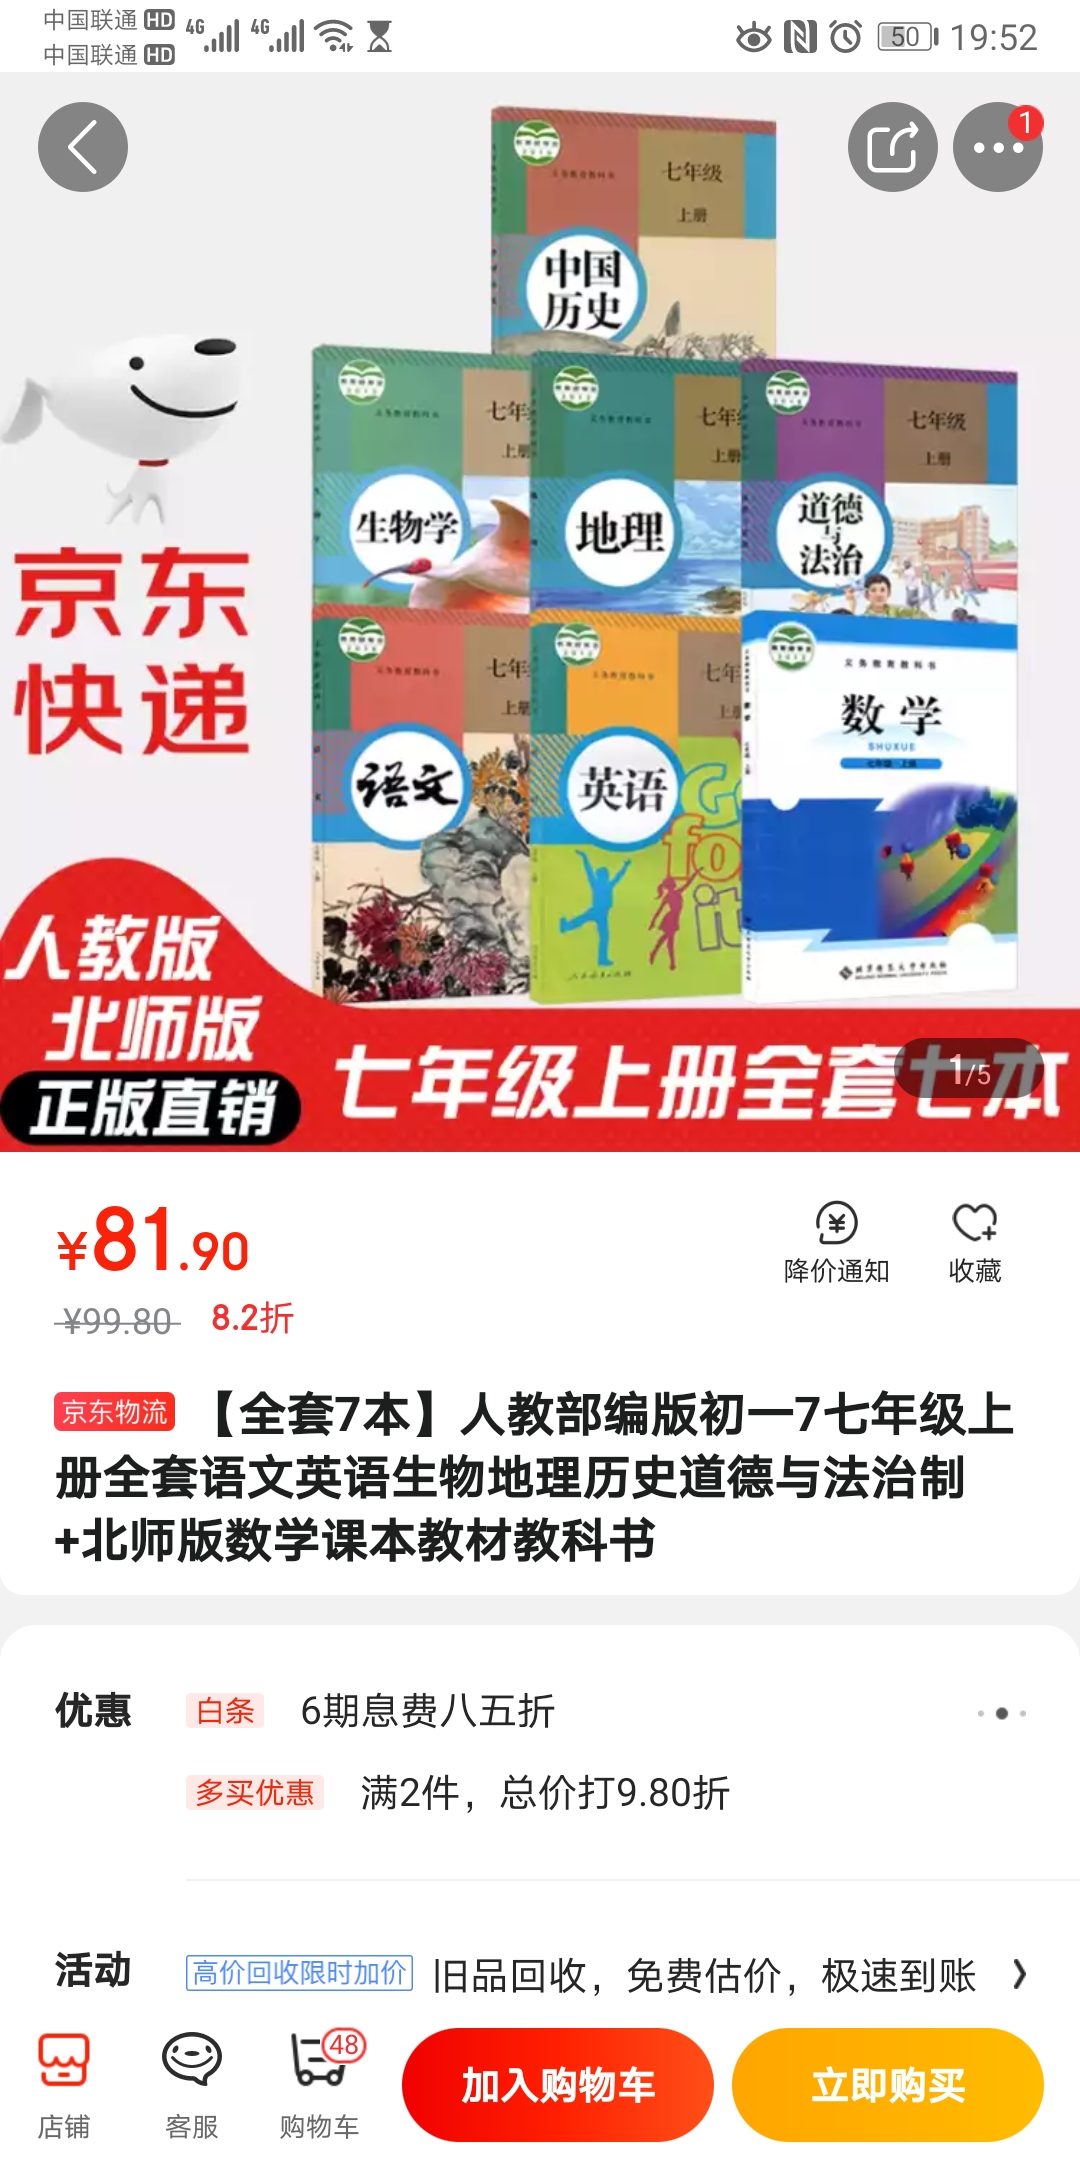 中国联通 HD 4G 4G 50 19:52
中国联通 HD
1
七年级
上册
中国
历史
七年
上册
生物学
七年
上册
地理
七年级
上册
道德
与
法治
京东
快递
七年
上册
语文
七年
上册
英语
Go
for
it
义务教育教科书
数学
SHUXUE
七年级 上册
人教版
北师版
正版直销
七年级上册全套七本
1/5
¥81.90
降价通知
收藏
¥99.80 8.2折
京东物流 【全套7本】人教部编版初一7七年级上
册全套语文英语生物地理历史道德与法治制
+北师版数学课本教材教科书
优惠 白条 6期息费八五折
多买优惠 满2件，总价打9.80折
活动 高价回收限时加价 旧品回收，免费估价，极速到账
48
店铺 客服 购物车 加入购物车 立即购买